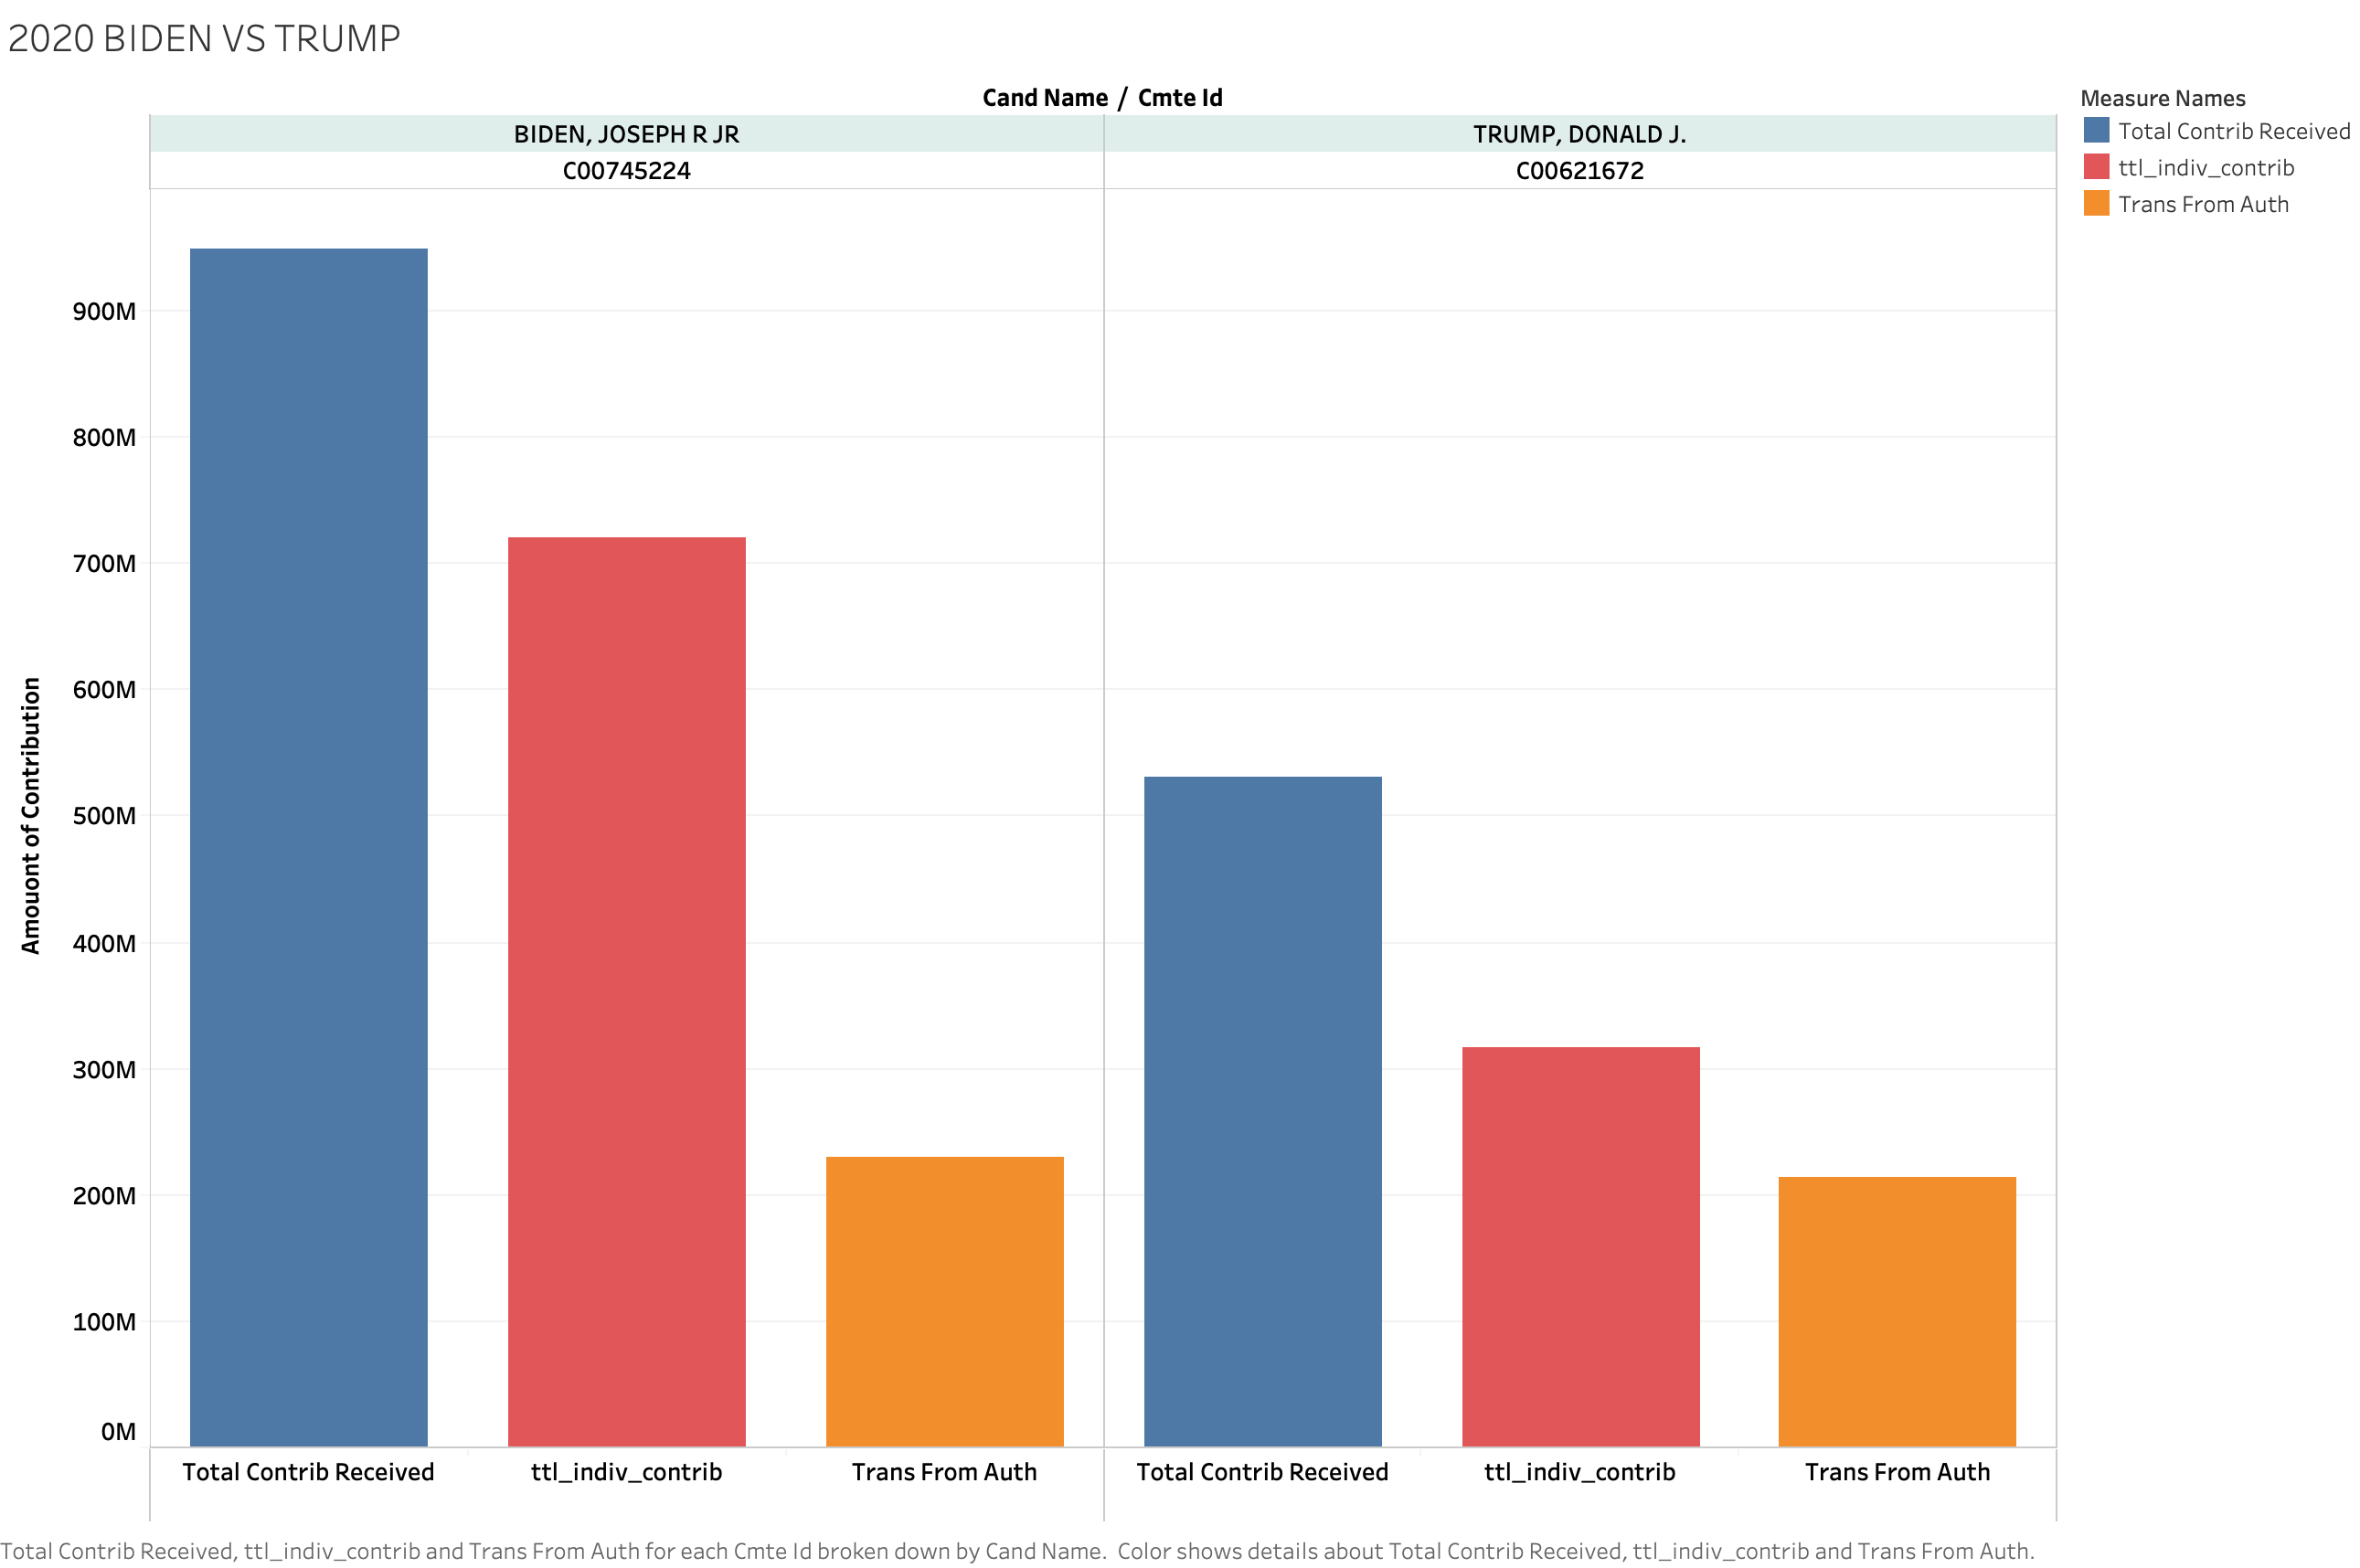 2020 BIDEN VS TRUMP
Cand Name / Cmte Id
BIDEN, JOSEPH R JR
TRUMP, DONALD J.
C00745224
C00621672
Measure Names
Total Contrib Received
ttl_indiv_contrib
Trans From Auth
Amouont of Contribution
900M
800M
700M
600M
500M
400M
300M
200M
100M
0M
Total Contrib Received
ttl_indiv_contrib
Trans From Auth
Total Contrib Received
ttl_indiv_contrib
Trans From Auth
Total Contrib Received, ttl_indiv_contrib and Trans From Auth for each Cmte Id broken down by Cand Name. Color shows details about Total Contrib Received, ttl_indiv_contrib and Trans From Auth.